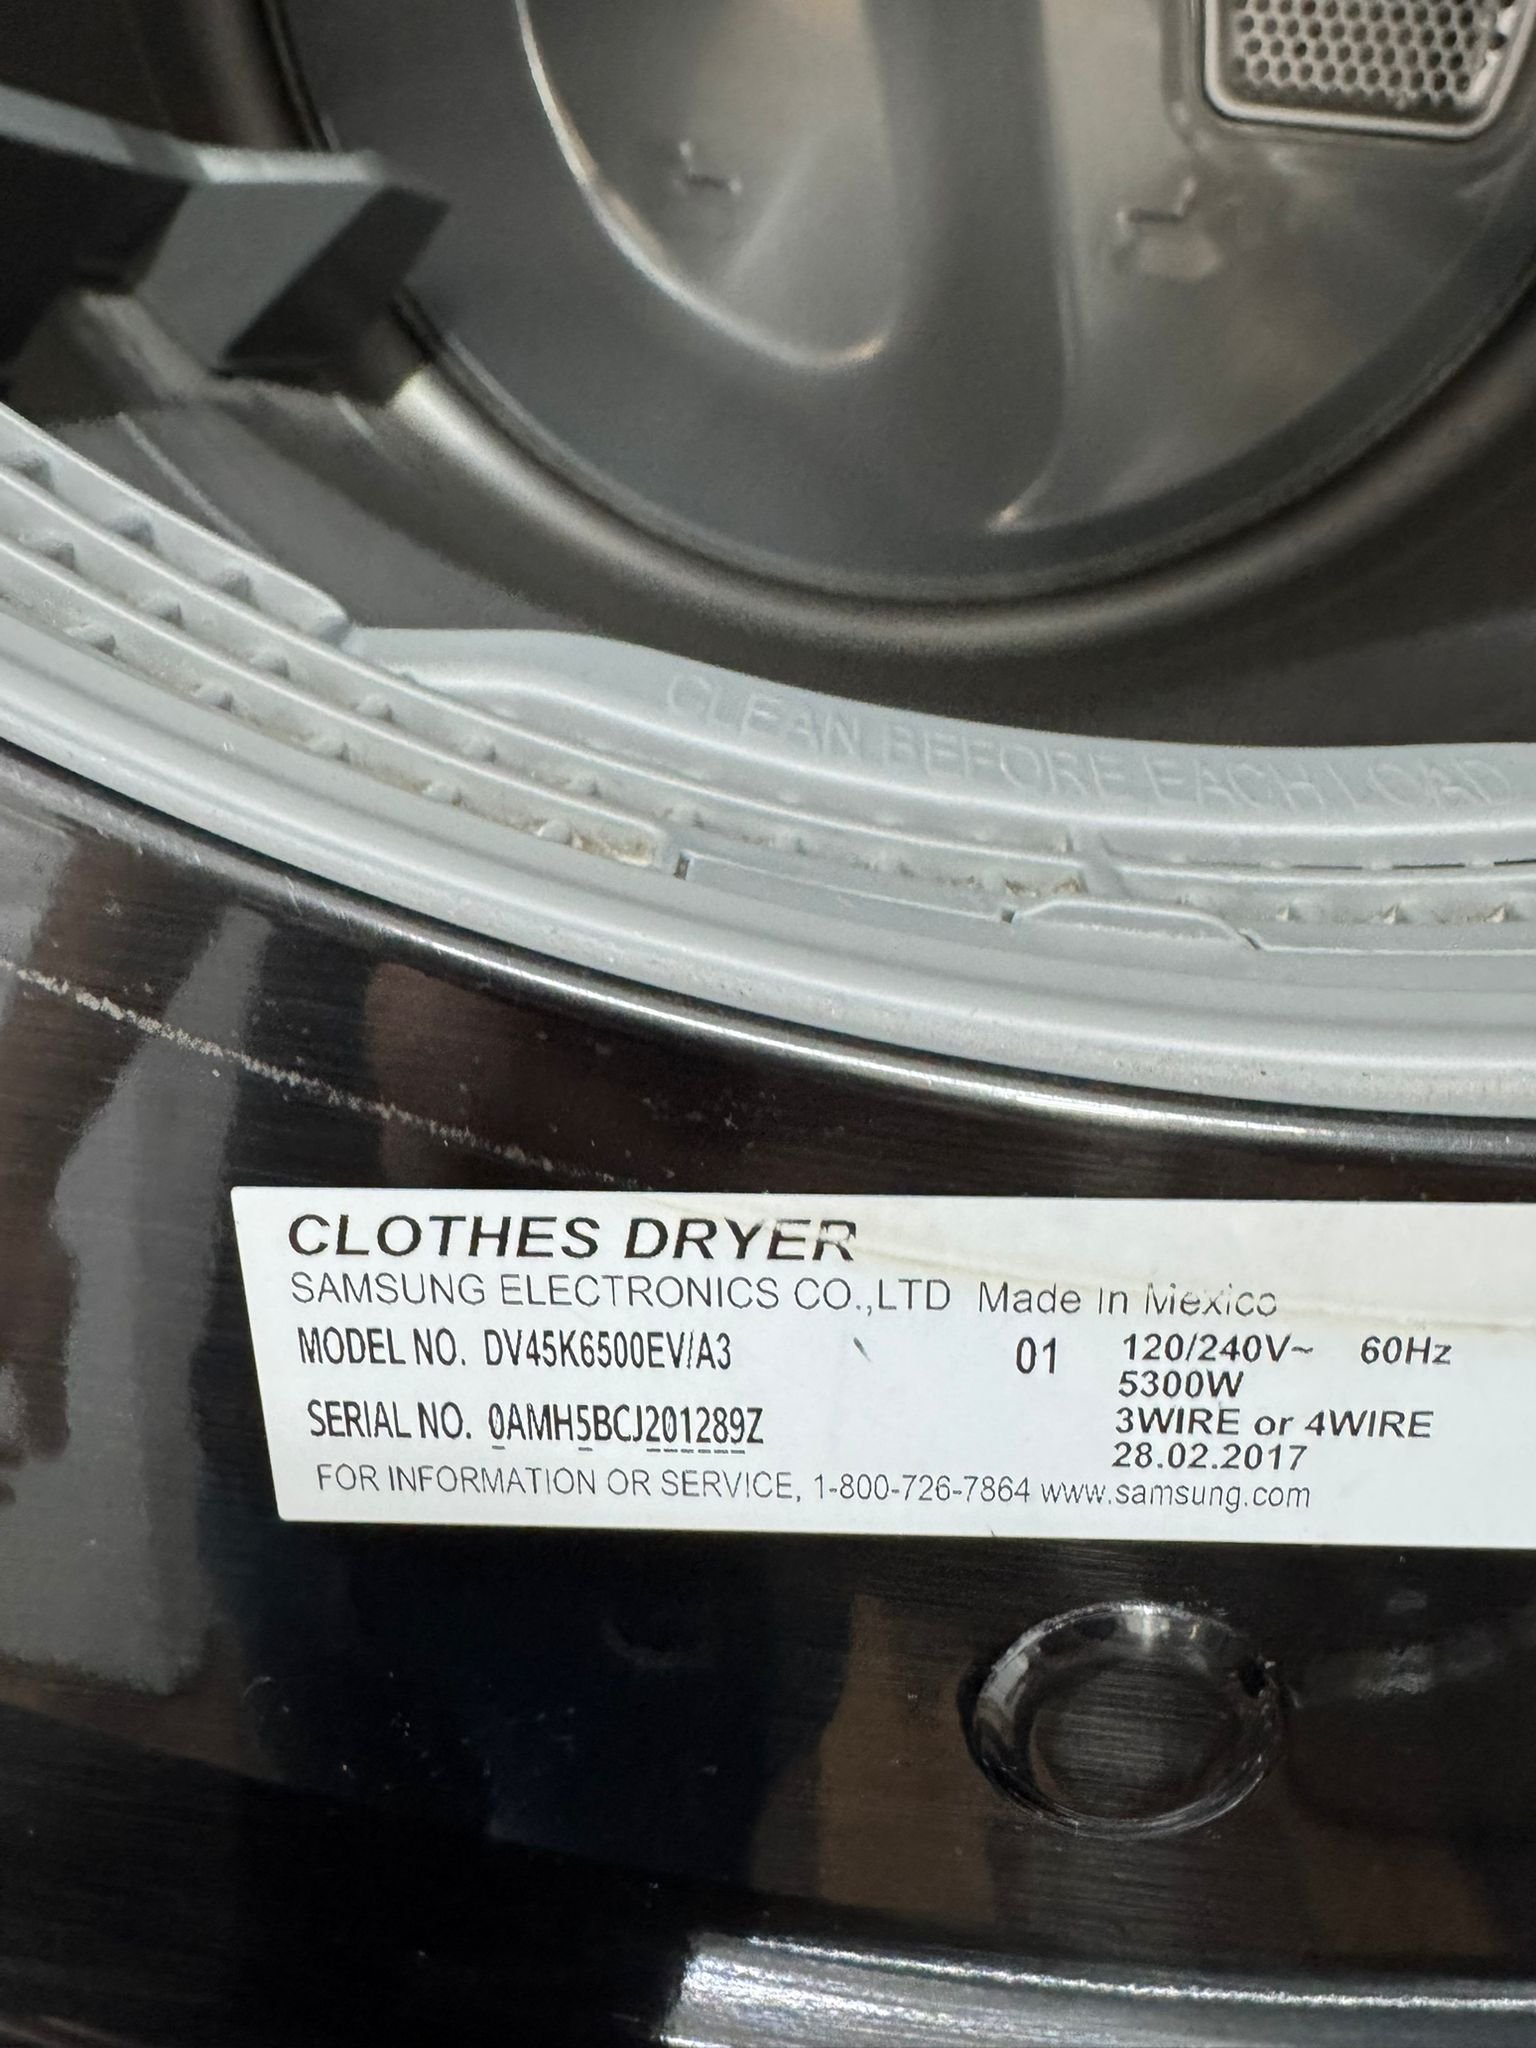 CLEAN BEFORE EACH LOAD
CLOTHES DRYER
SAMSUNG ELECTRONICS CO.,LTD Made In Mexico
MODEL NO. DV45K6500EV/A3 01 120/240V~ 60Hz
5300W
SERIAL NO. 0AMH5BCJ201289Z 3WIRE or 4WIRE
28.02.2017
FOR INFORMATION OR SERVICE, 1-800-726-7864 www.samsung.com